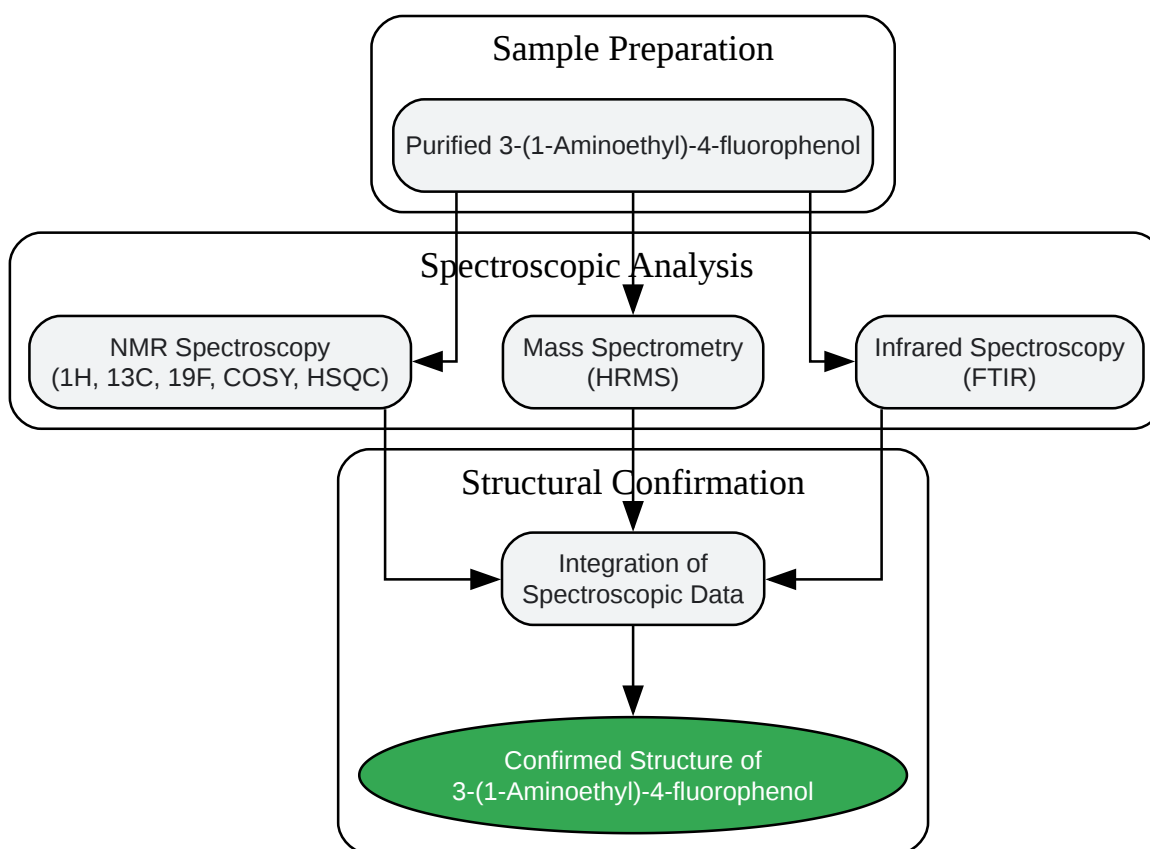 Sample Preparation
Purified 3-(1-Aminoethyl)-4-fluorophenol
Spectroscopic Analysis
NMR Spectroscopy
(1H, 13C, 19F, COSY, HSQC)
Mass Spectrometry
(HRMS)
Infrared Spectroscopy
(FTIR)
Structural Confirmation
Integration of
Spectroscopic Data
Confirmed Structure of
3-(1-Aminoethyl)-4-fluorophenol